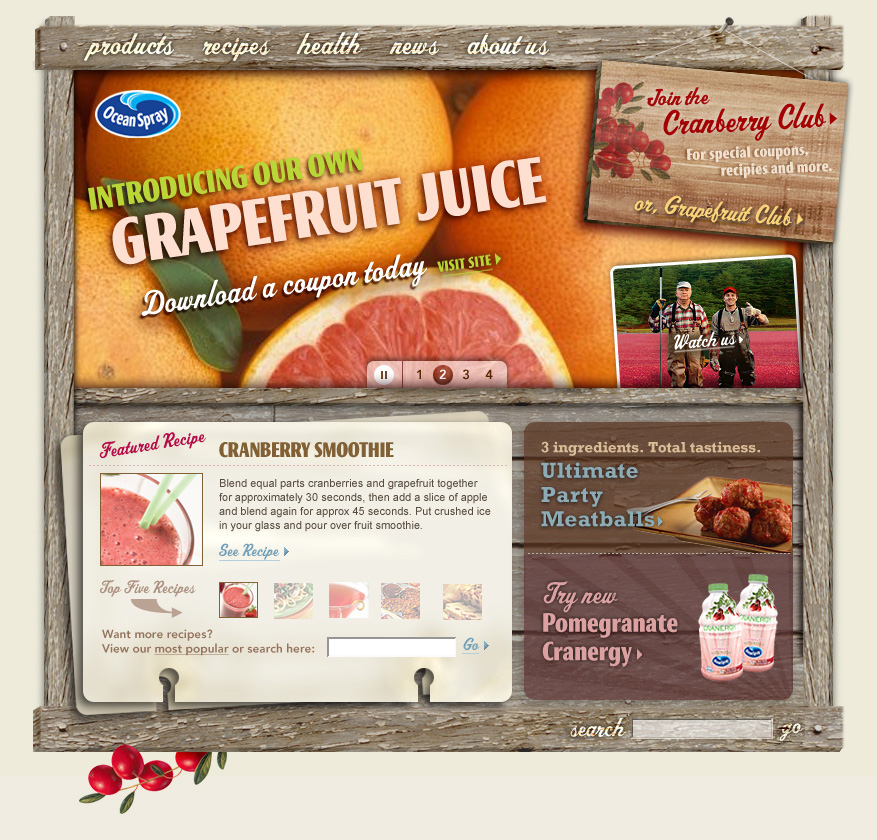 products recipes health news about us
Ocean Spray
Join the
Cranberry Club
For special coupons,
recipies and more.
or, Grapefruit Club
INTRODUCING OUR OWN
GRAPEFRUIT JUICE
Download a coupon today VISIT SITE
Watch us
1 2 3 4
Featured Recipe
CRANBERRY SMOOTHIE
Blend equal parts cranberries and grapefruit together
for approximately 30 seconds, then add a slice of apple
and blend again for approx 45 seconds. Put crushed ice
in your glass and pour over fruit smoothie.
See Recipe
Top Five Recipes
Want more recipes?
View our most popular or search here:
Go
3 ingredients. Total tastiness.
Ultimate
Party
Meatballs
Try new
Pomegranate
Cranergy
CRANERGY
Ocean Spray
search go